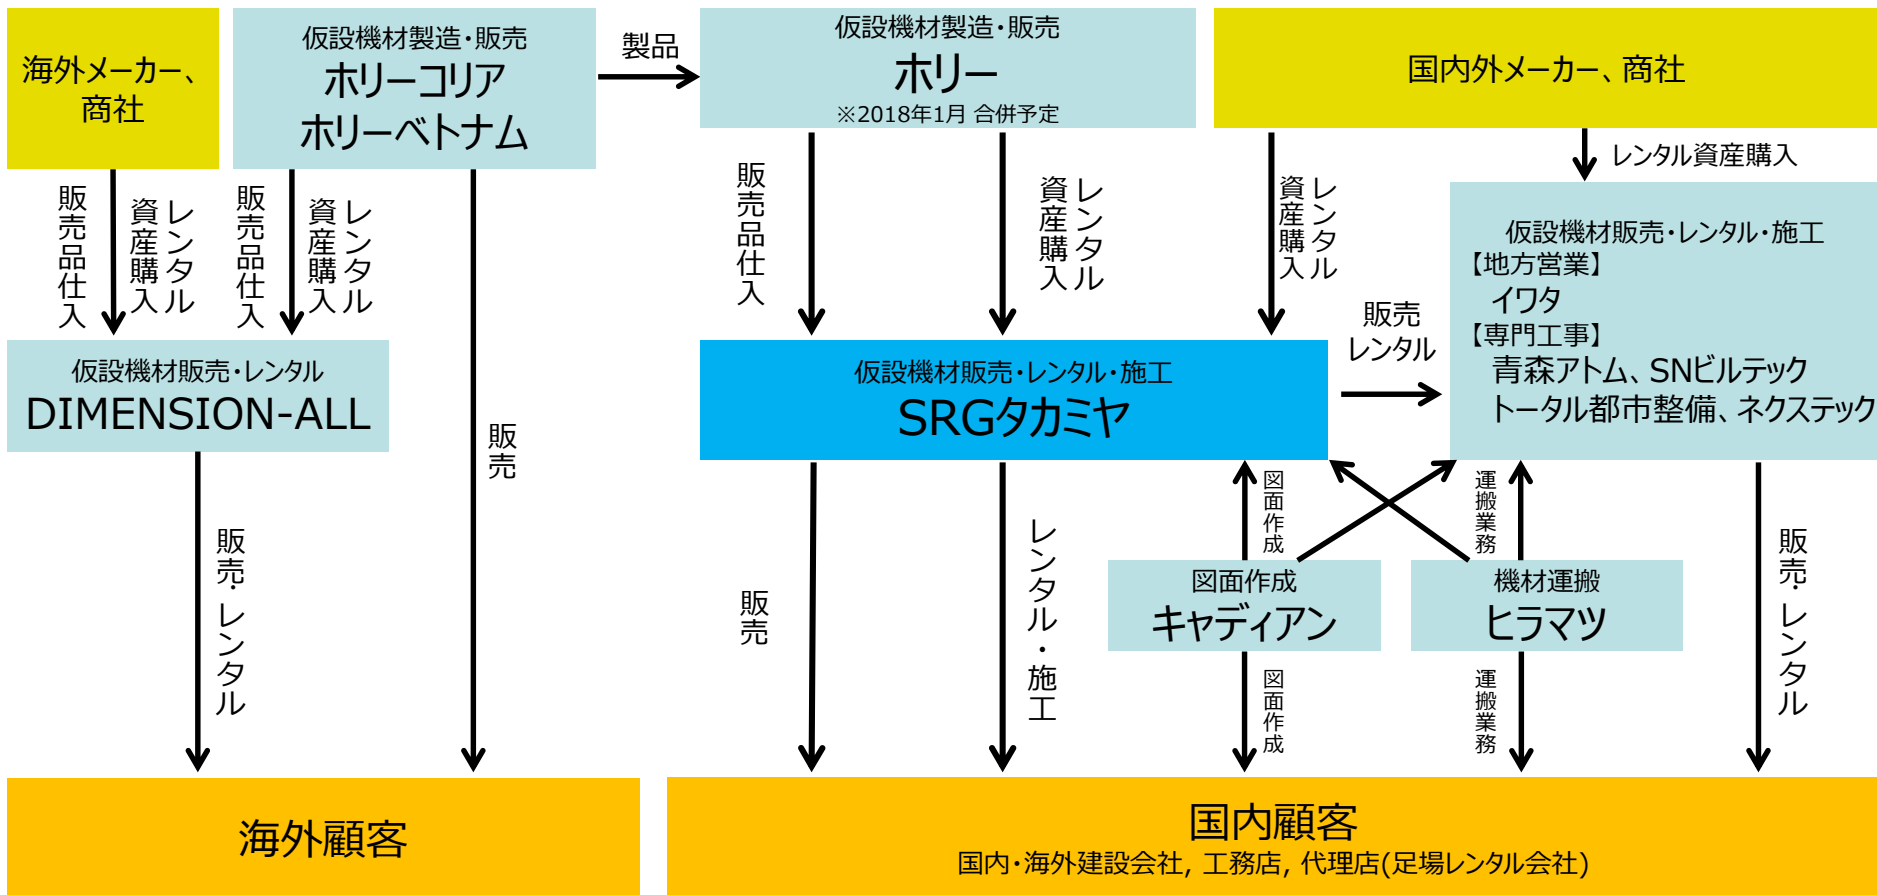 海外メーカー、
商社
仮設機材製造・販売
ホリーコリア
ホリーベトナム
製品
仮設機材製造・販売
ホリー
※2018年1月 合併予定
国内外メーカー、商社
レンタル資産購入
販売品仕入
レンタル
資産購入
販売品仕入
レンタル
資産購入
販売品仕入
レンタル
資産購入
レンタル
資産購入
仮設機材販売・レンタル・施工
【地方営業】
イワタ
【専門工事】
青森アトム、SNビルテック
トータル都市整備、ネクステック
販売
レンタル
仮設機材販売・レンタル
DIMENSION-ALL
仮設機材販売・レンタル・施工
SRGタカミヤ
販売
図面作成
運搬業務
販売・レンタル
販売
レンタル・施工
図面作成
キャディアン
機材運搬
ヒラマツ
販売・レンタル
図面作成
運搬業務
海外顧客
国内顧客
国内・海外建設会社, 工務店, 代理店(足場レンタル会社)